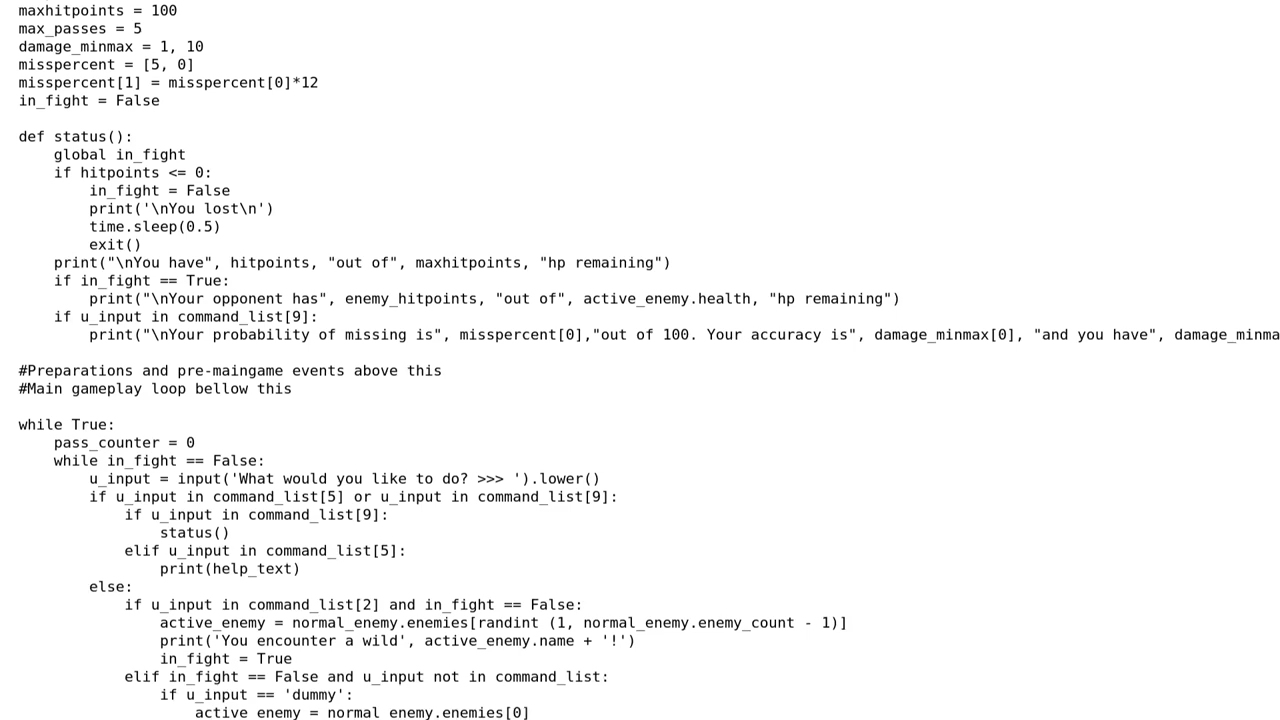 maxhitpoints = 100
max_passes = 5
damage_minmax = 1, 10
misspercent = [5, 0]
misspercent[1] = misspercent[0]*12
in_fight = False

def status():
    global in_fight
    if hitpoints <= 0:
        in_fight = False
        print('\nYou lost\n')
        time.sleep(0.5)
        exit()
    print("\nYou have", hitpoints, "out of", maxhitpoints, "hp remaining")
    if in_fight == True:
        print("\nYour opponent has", enemy_hitpoints, "out of", active_enemy.health, "hp remaining")
    if u_input in command_list[9]:
        print("\nYour probability of missing is", misspercent[0],"out of 100. Your accuracy is", damage_minmax[0], "and you have", damage_minma

#Preparations and pre-maingame events above this
#Main gameplay loop bellow this

while True:
    pass_counter = 0
    while in_fight == False:
        u_input = input('What would you like to do? >>> ').lower()
        if u_input in command_list[5] or u_input in command_list[9]:
            if u_input in command_list[9]:
                status()
            elif u_input in command_list[5]:
                print(help_text)
        else:
            if u_input in command_list[2] and in_fight == False:
                active_enemy = normal_enemy.enemies[randint (1, normal_enemy.enemy_count - 1)]
                print('You encounter a wild', active_enemy.name + '!')
                in_fight = True
            elif in_fight == False and u_input not in command_list:
                if u_input == 'dummy':
                    active_enemy = normal_enemy.enemies[0]